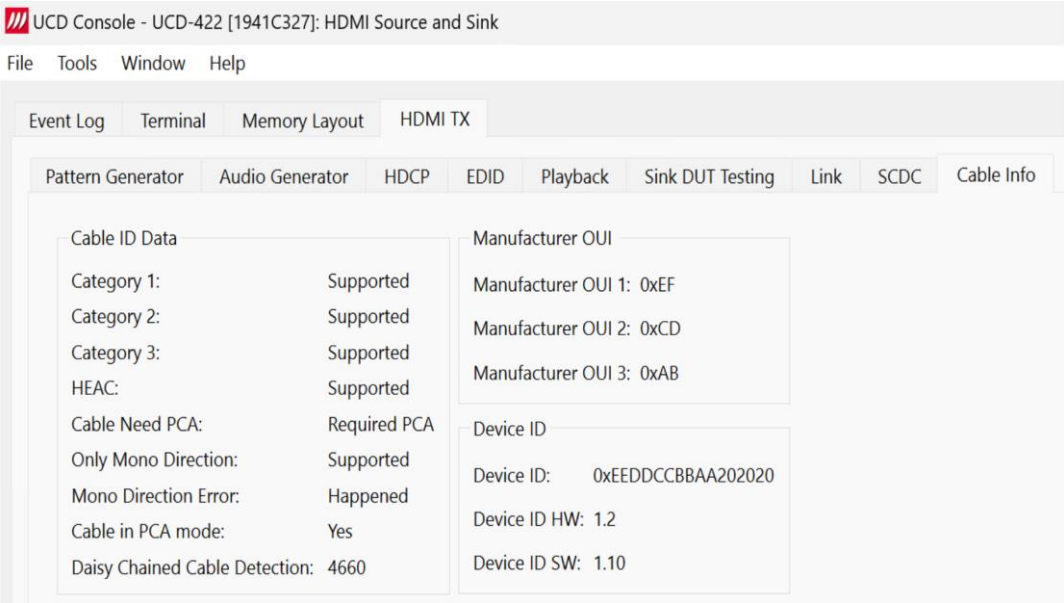 UCD Console - UCD-422 [1941C327]: HDMI Source and Sink
File Tools Window Help
Event Log Terminal Memory Layout HDMI TX
Pattern Generator Audio Generator HDCP EDID Playback Sink DUT Testing Link SCDC Cable Info
Cable ID Data
Category 1: Supported
Category 2: Supported
Category 3: Supported
HEAC: Supported
Cable Need PCA: Required PCA
Only Mono Direction: Supported
Mono Direction Error: Happened
Cable in PCA mode: Yes
Daisy Chained Cable Detection: 4660
Manufacturer OUI
Manufacturer OUI 1: 0xEF
Manufacturer OUI 2: 0xCD
Manufacturer OUI 3: 0xAB
Device ID
Device ID: 0xEEDDCCBBAA202020
Device ID HW: 1.2
Device ID SW: 1.10